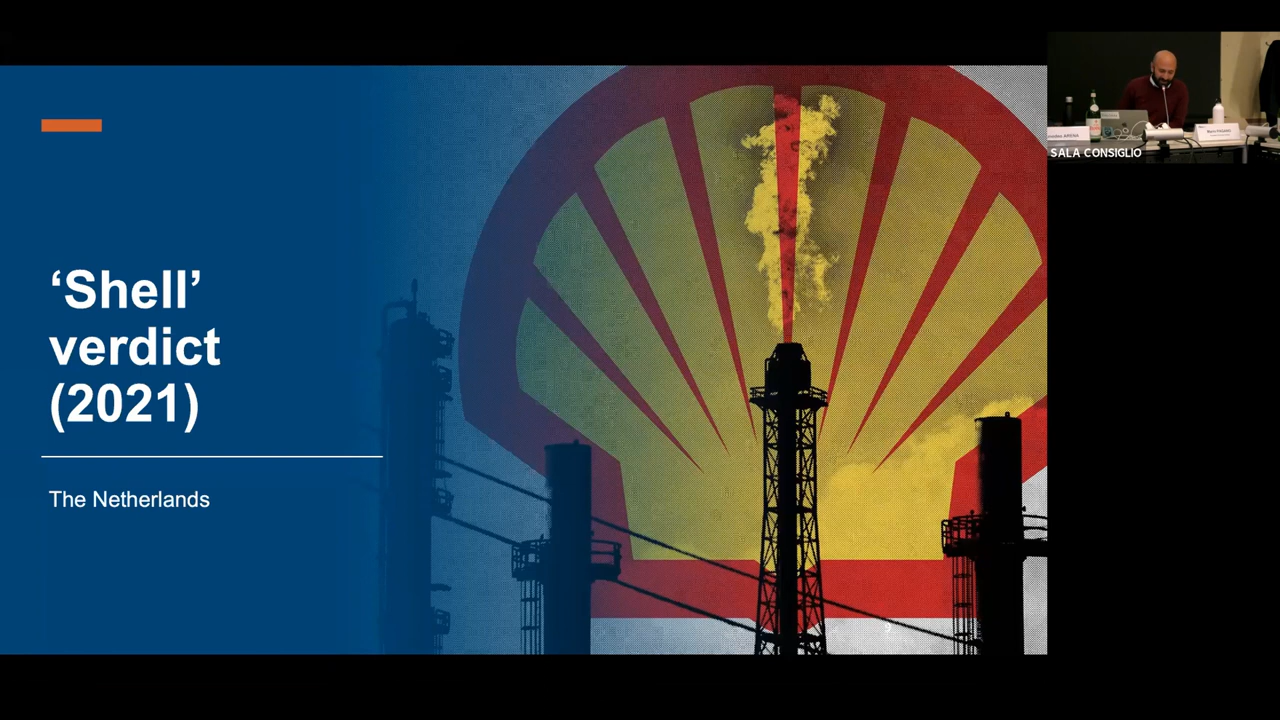 ‘Shell’
verdict
(2021)
The Netherlands
SALA CONSIGLIO